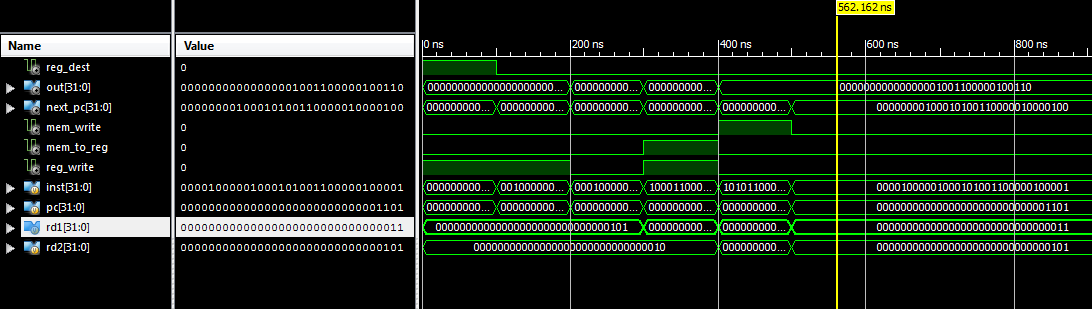 562.162 ns
Name Value 0 ns 200 ns 400 ns 600 ns 800 ns
reg_dest 0
out[31:0] 00000000000000001001100000100110 0000000000000000000... 000000000... 000000000... 00000000000000001001100000100110
next_pc[31:0] 00000000100010100110000010000100 000000000... 000000000... 000000000... 000000000... 000000000... 00000000100010100110000010000100
mem_write 0
mem_to_reg 0
reg_write 0
inst[31:0] 00001000001000101001100000100001 000000000... 001000000... 000100000... 100011000... 101011000... 00001000001000101001100000100001
pc[31:0] 00000000000000000000000000001101 000000000... 000000000... 000000000... 000000000... 000000000... 00000000000000000000000000001101
rd1[31:0] 00000000000000000000000000000011 00000000000000000000000000000101 000000000... 000000000... 00000000000000000000000000000011
rd2[31:0] 00000000000000000000000000000101 00000000000000000000000000000010 000000000... 000000000... 00000000000000000000000000000101